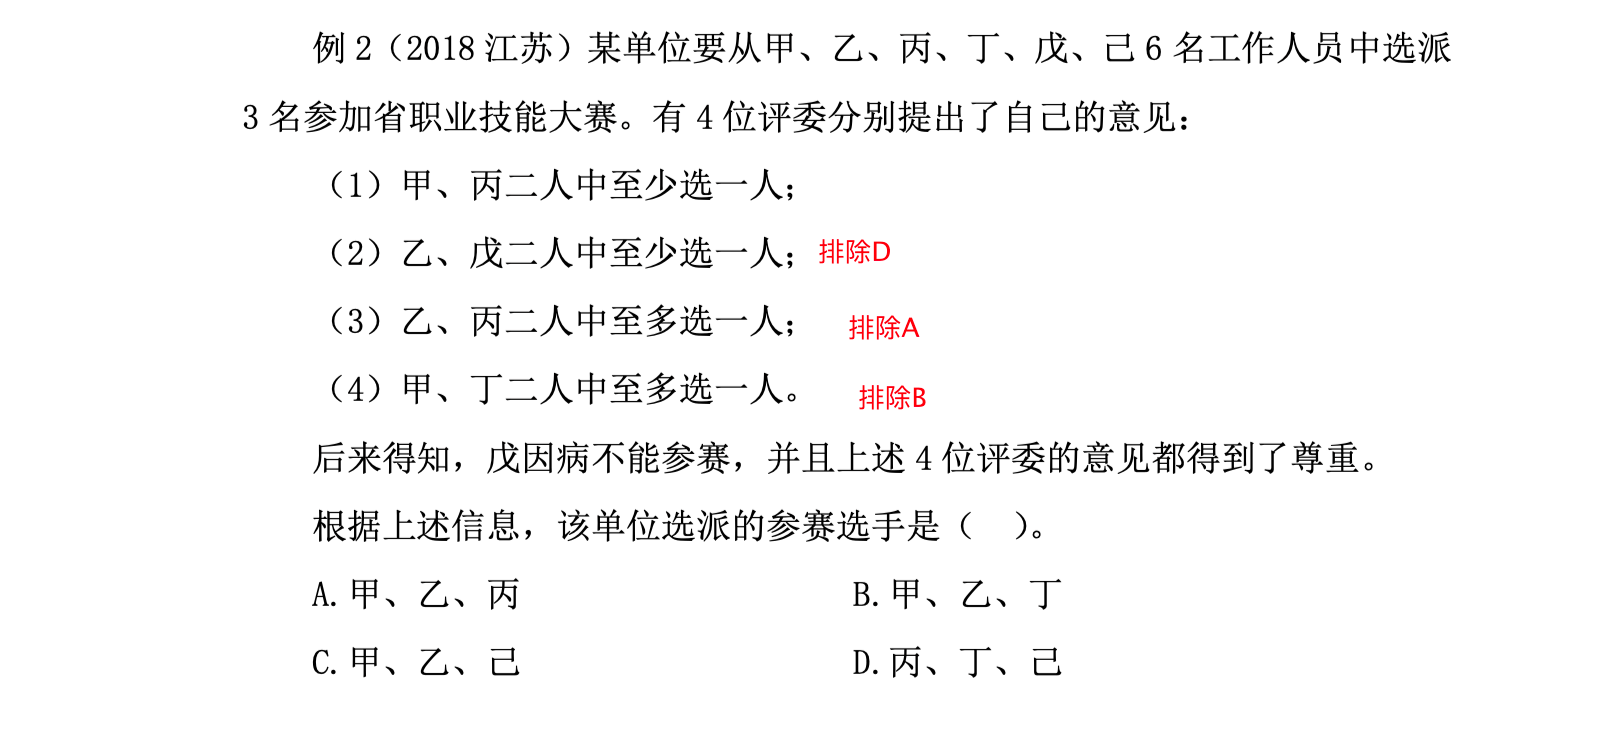 例 2（2018 江苏）某单位要从甲、乙、丙、丁、戊、己 6 名工作人员中选派
3 名参加省职业技能大赛。有 4 位评委分别提出了自己的意见：
（1）甲、丙二人中至少选一人；
（2）乙、戊二人中至少选一人； 排除D
（3）乙、丙二人中至多选一人； 排除A
（4）甲、丁二人中至多选一人。 排除B
后来得知，戊因病不能参赛，并且上述 4 位评委的意见都得到了尊重。
根据上述信息，该单位选派的参赛选手是（ ）。
A.甲、乙、丙 B.甲、乙、丁
C.甲、乙、己 D.丙、丁、己